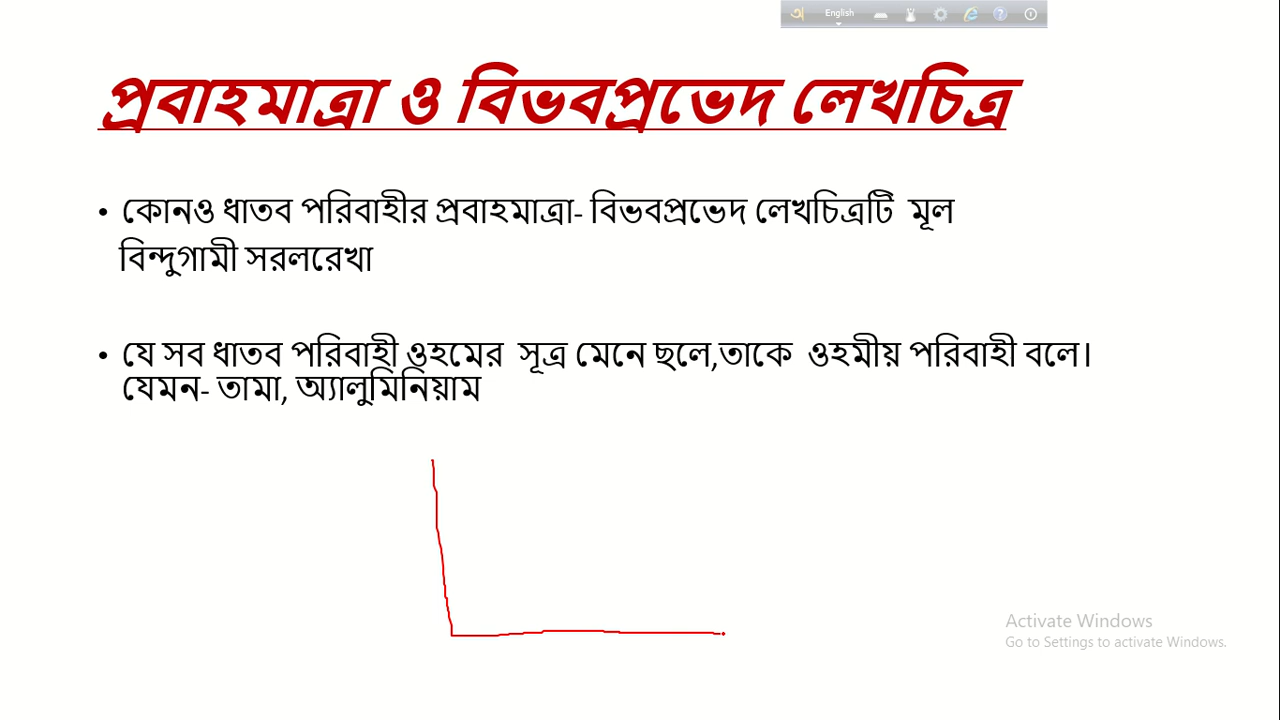 English
প্রবাহমাত্রা ও বিভবপ্রভেদ লেখচিত্র
• কোনও ধাতব পরিবাহীর প্রবাহমাত্রা- বিভবপ্রভেদ লেখচিত্রটি মূল
বিন্দুগামী সরলরেখা
• যে সব ধাতব পরিবাহী ওহমের সূত্র মেনে ছলে,তাকে ওহমীয় পরিবাহী বলে।
যেমন- তামা, অ্যালুমিনিয়াম
Activate Windows
Go to Settings to activate Windows.